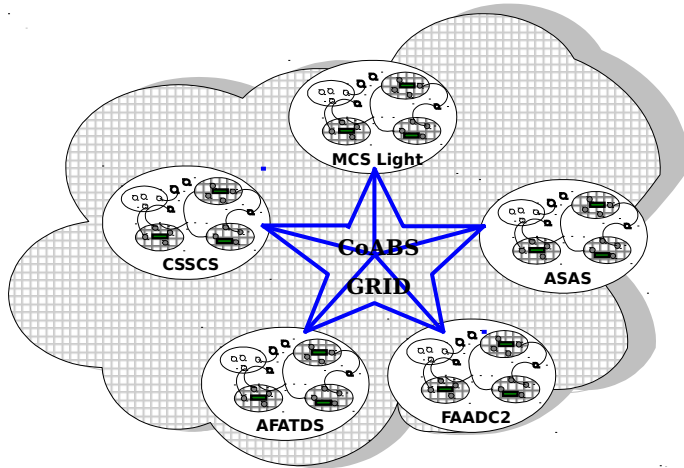 MCS Light
CoABS
GRID
CSSCS
ASAS
AFATDS
FAADC2